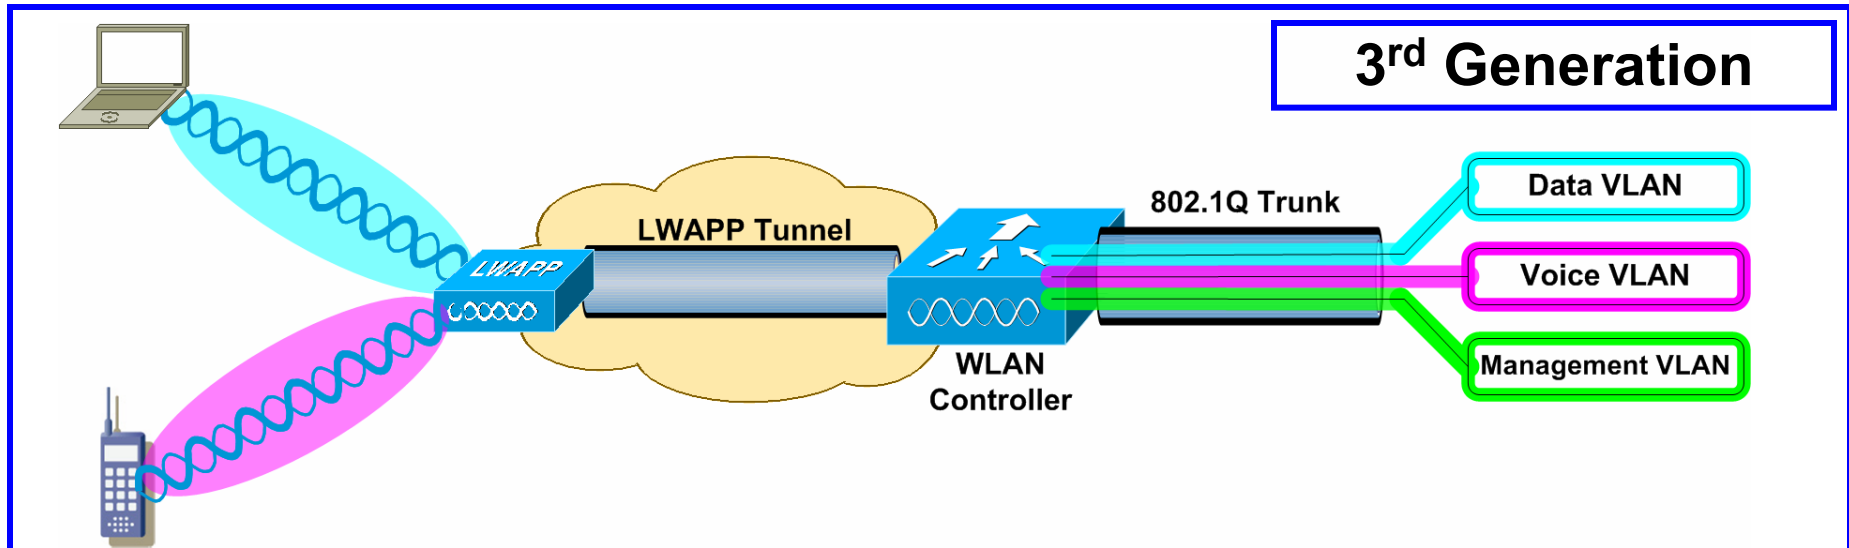 3rd Generation
802.1Q Trunk
Data VLAN
LWAPP Tunnel
LWAPP
Voice VLAN
WLAN
Controller
Management VLAN